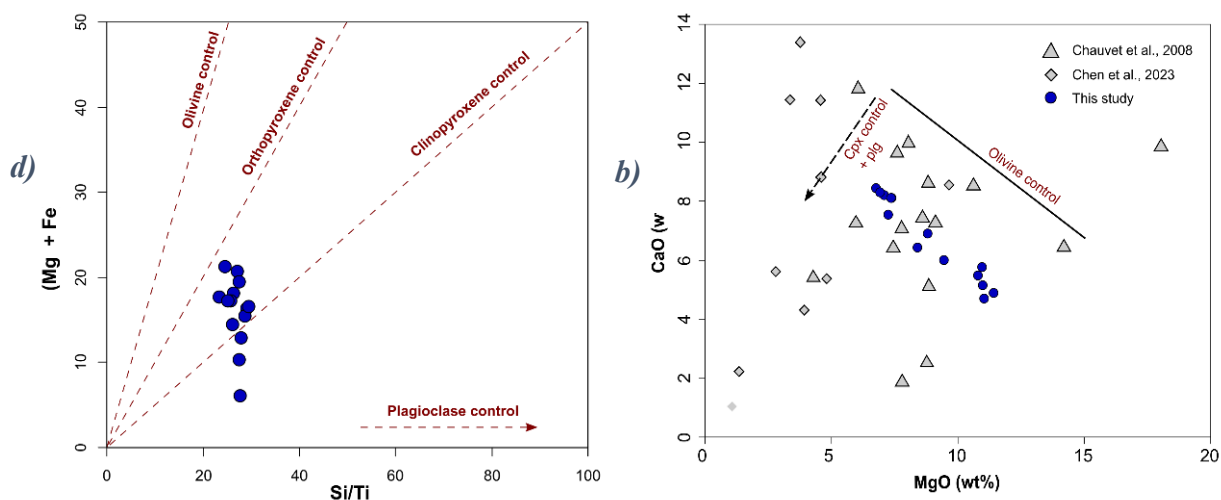 d)
(Mg + Fe
50
40
30
20
10
0
Olivine control
Orthopyroxene control
Clinopyroxene control
Plagioclase control
0
20
40
60
80
100
Si/Ti
b)
CaO (w
14
12
10
8
6
4
2
0
Chauvet et al., 2008
Chen et al., 2023
This study
Cpx control
+ plg
Olivine control
0
5
10
15
20
MgO (wt%)